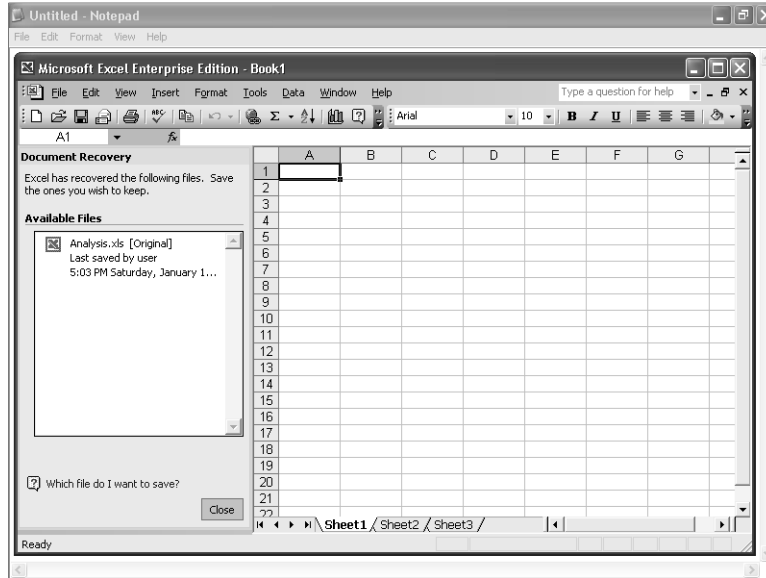 Untitled - Notepad
File Edit Format View Help
Microsoft Excel Enterprise Edition - Book1
File Edit View Insert Format Tools Data Window Help Type a question for help
Arial 10 B I U
A1 fx
Document Recovery
Excel has recovered the following files. Save
the ones you wish to keep.
Available Files
Analysis.xls [Original]
Last saved by user
5:03 PM Saturday, January 1...
Which file do I want to save?
Close
A B C D E F G
1
2
3
4
5
6
7
8
9
10
11
12
13
14
15
16
17
18
19
20
21
22
Sheet1 Sheet2 Sheet3
Ready